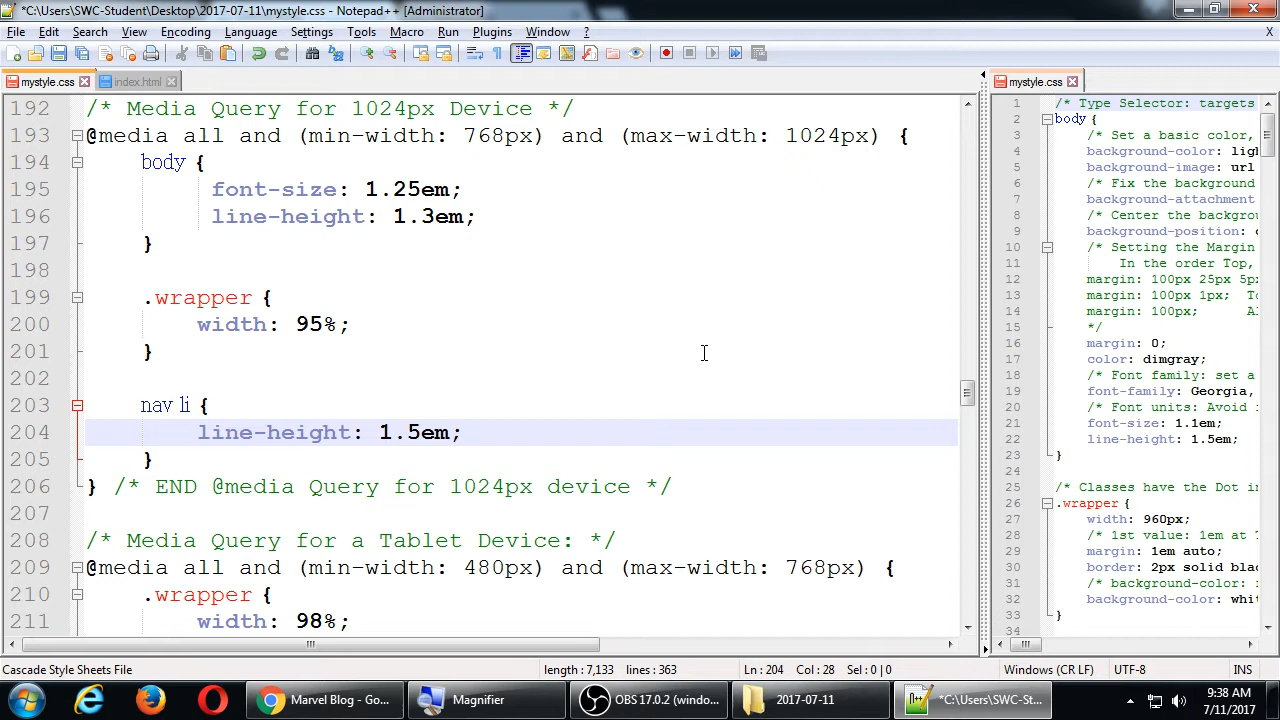 *C:\Users\SWC-Student\Desktop\2017-07-11\mystyle.css - Notepad++ [Administrator]
File Edit Search View Encoding Language Settings Tools Macro Run Plugins Window ? X
mystyle.css index.html
192 /* Media Query for 1024px Device */
193 @media all and (min-width: 768px) and (max-width: 1024px) {
194 body {
195 font-size: 1.25em;
196 line-height: 1.3em;
197 }
198
199 .wrapper {
200 width: 95%;
201 }
202
203 nav li {
204 line-height: 1.5em;
205 }
206 } /* END @media Query for 1024px device */
207
208 /* Media Query for a Tablet Device: */
209 @media all and (min-width: 480px) and (max-width: 768px) {
210 .wrapper {
211 width: 98%;
mystyle.css
1 /* Type Selector: targets
2 body {
3 /* Set a basic color,
4 background-color: lig
5 background-image: url
6 /* Fix the background
7 background-attachment
8 /* Center the backgro
9 background-position:
10 /* Setting the Margin
11 In the order Top,
12 margin: 100px 25px 5p
13 margin: 100px 1px; To
14 margin: 100px; Al
15 */
16 margin: 0;
17 color: dimgray;
18 /* Font family: set a
19 font-family: Georgia,
20 /* Font units: Avoid
21 font-size: 1.1em;
22 line-height: 1.5em;
23 }
24
25 /* Classes have the Dot in
26 .wrapper {
27 width: 960px;
28 /* 1st value: 1em at
29 margin: 1em auto;
30 border: 2px solid bla
31 /* background-color:
32 background-color: whi
33 }
34
Cascade Style Sheets File length : 7,133 lines : 363 Ln : 204 Col : 28 Sel : 0 | 0 Windows (CR LF) UTF-8 INS
Marvel Blog - Go... Magnifier OBS 17.0.2 (windo... 2017-07-11 *C:\Users\SWC-St...
9:38 AM
7/11/2017